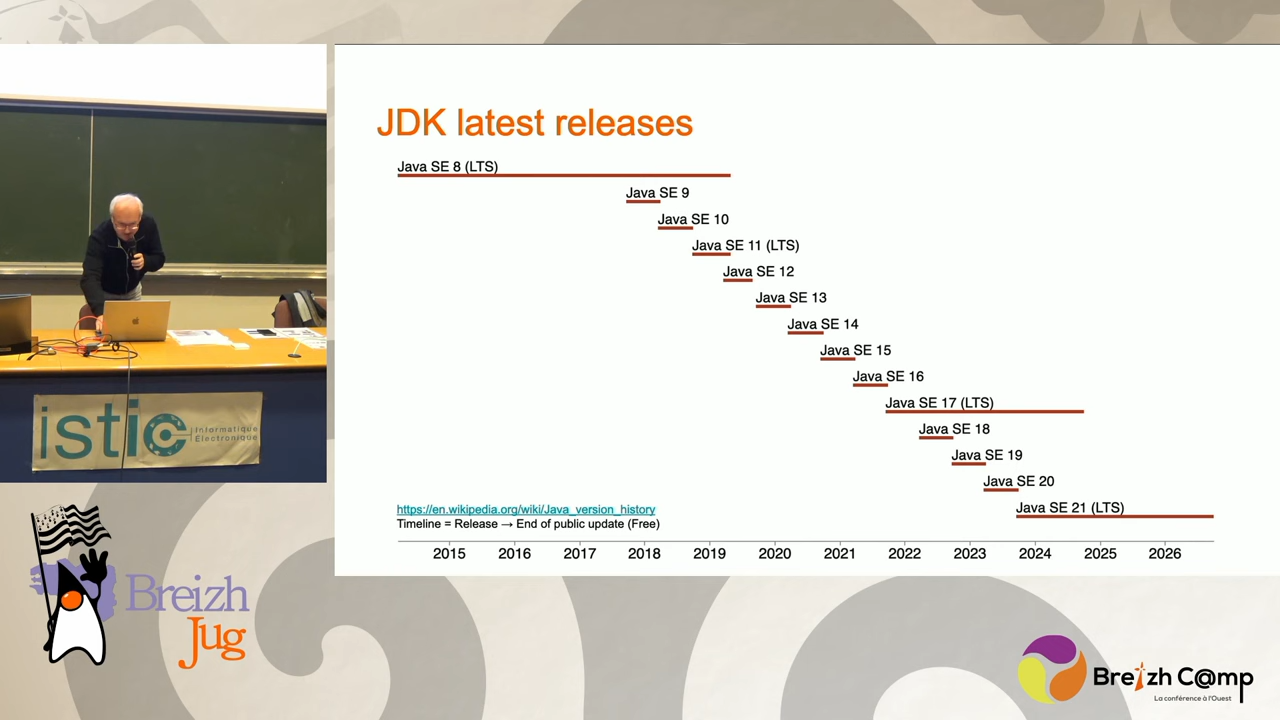 JDK latest releases
Java SE 8 (LTS)
Java SE 9
Java SE 10
Java SE 11 (LTS)
Java SE 12
Java SE 13
Java SE 14
Java SE 15
Java SE 16
Java SE 17 (LTS)
Java SE 18
Java SE 19
Java SE 20
Java SE 21 (LTS)
https://en.wikipedia.org/wiki/Java_version_history
Timeline = Release → End of public update (Free)
2015 2016 2017 2018 2019 2020 2021 2022 2023 2024 2025 2026
istic
Informatique
Électronique
Breizh
Jug
Breizh C@mp
La conférence à l'Ouest